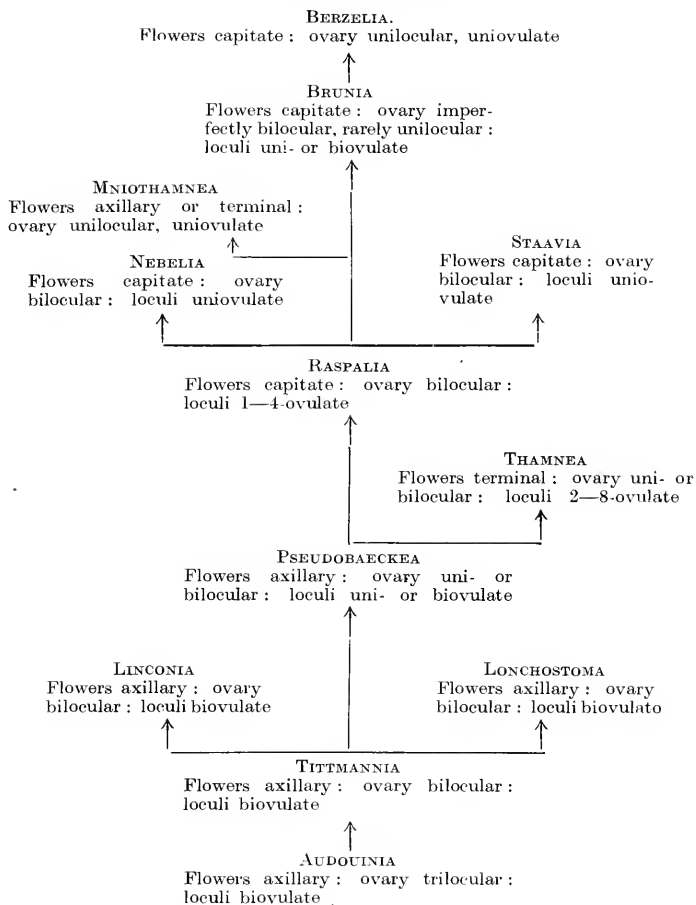 BERZELIA.
Flowers capitate : ovary unilocular, uniovulate
BRUNIA
Flowers capitate : ovary imper-
fectly bilocular, rarely unilocular :
loculi uni- or biovulate
MNIOTHAMNEA
Flowers axillary or terminal :
ovary unilocular, uniovulate
NEBELIA
Flowers capitate : ovary
bilocular : loculi uniovulate
STAAVIA
Flowers capitate : ovary
bilocular : loculi unio-
vulate
RASPALIA
Flowers capitate : ovary bilocular :
loculi 1—4-ovulate
THAMNEA
Flowers terminal : ovary uni- or
bilocular : loculi 2—8-ovulate
PSEUDOBAECKEA
Flowers axillary : ovary uni- or
bilocular : loculi uni- or biovulate
LINCONIA
Flowers axillary : ovary
bilocular : loculi biovulate
LONCHOSTOMA
Flowers axillary : ovary
bilocular : loculi biovulato
TITTMANNIA
Flowers axillary : ovary bilocular :
loculi biovulate
AUDOUINIA
Flowers axillary : ovary trilocular :
loculi biovulate